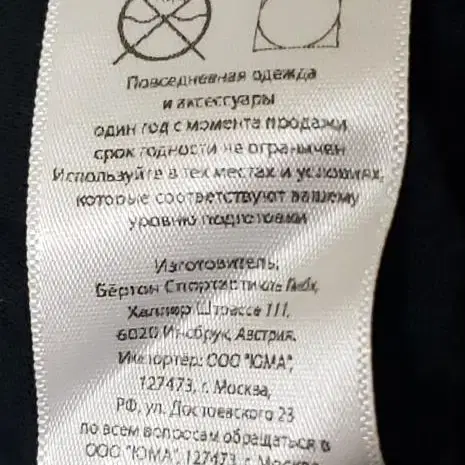 Повседневная одежда
и аксессуары
один год с момента продажи,
срок годности не ограничен
Используйте в тех местах и условиях,
которые соответствуют вашему
уровню подготовки
Изготовитель:
Бёртон Спортартикель Гмбх,
Халлер Штрассе 111,
6020 Инсбрук, Австрия.
Импортер: ООО "ЮМА",
127473, г. Москва,
РФ, ул. Достоевского 23
по всем вопросам обращаться в
ООО "ЮМА", 127473, г. Москва